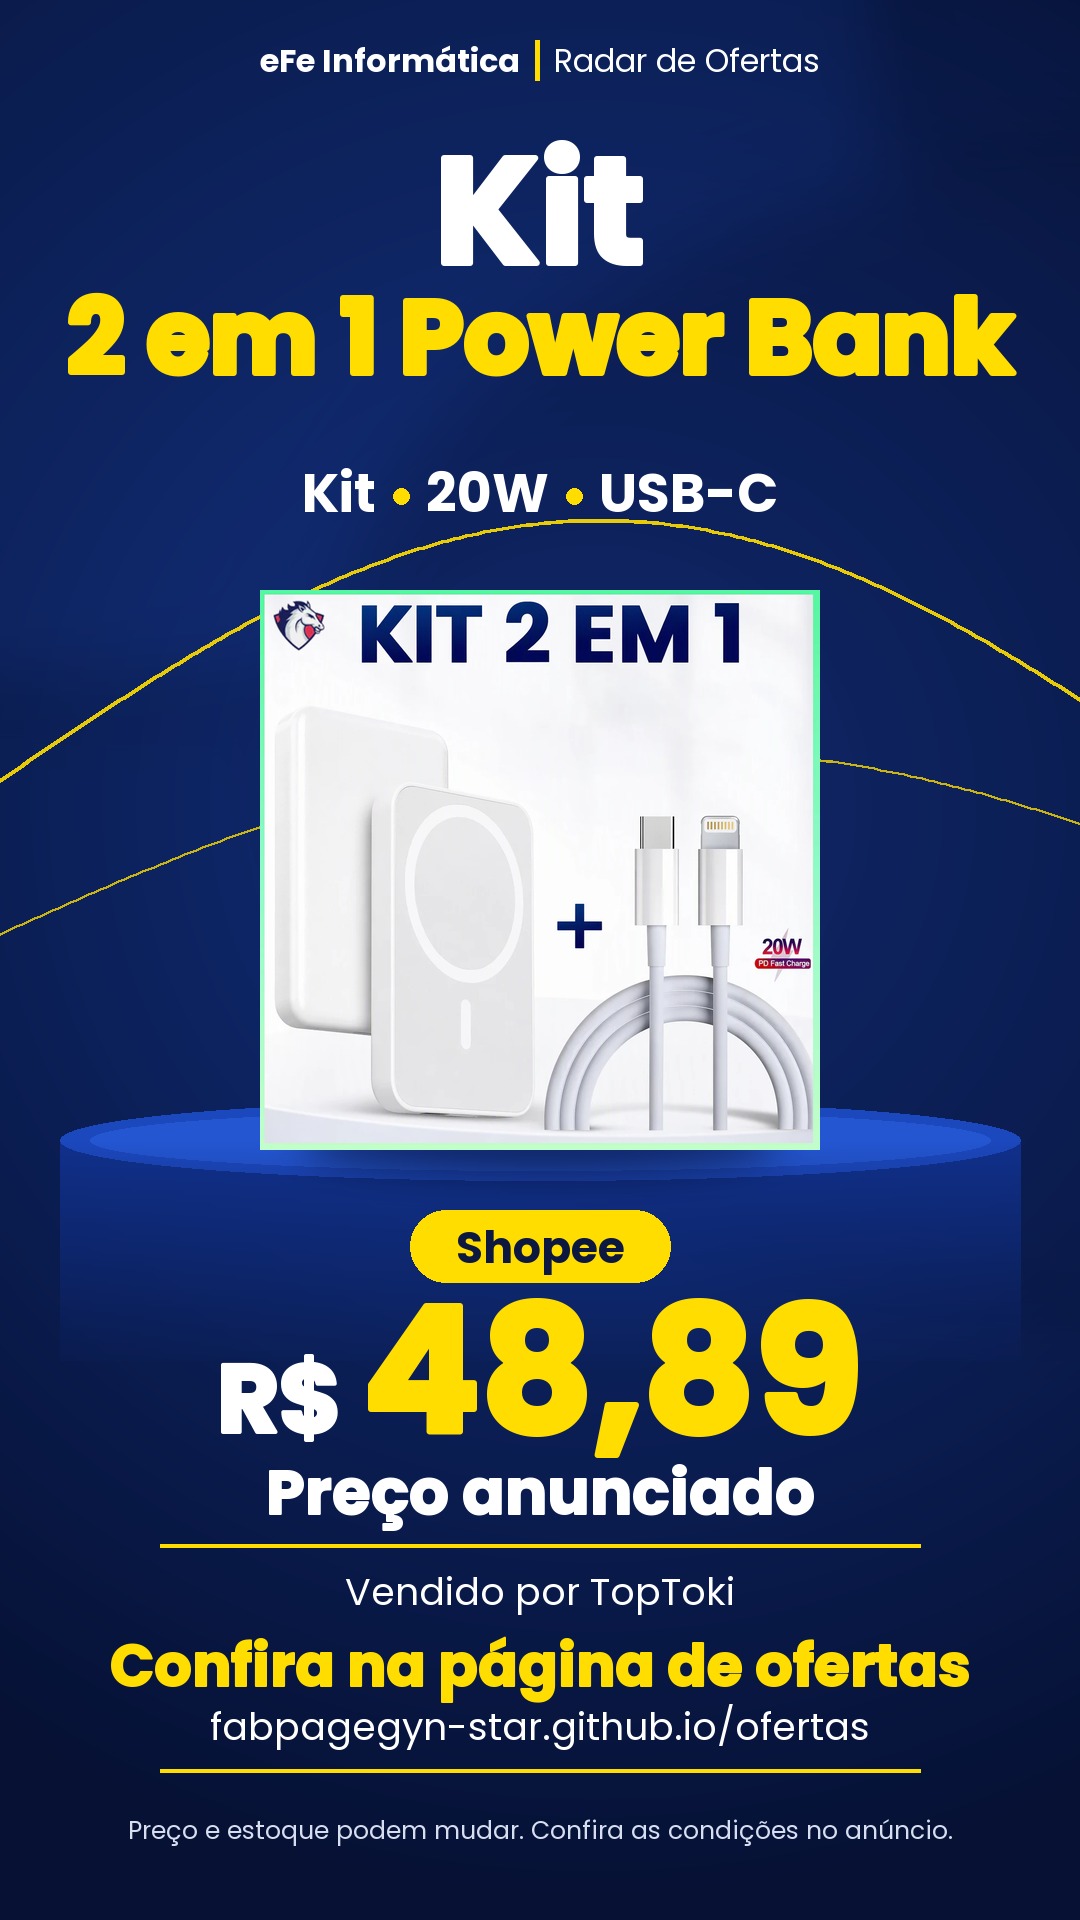 eFe Informática | Radar de Ofertas
Kit
2 em 1 Power Bank
Kit • 20W • USB-C
KIT 2 EM 1
+
20W
PD Fast Charge
Shopee
R$ 48,89
Preço anunciado
Vendido por TopToki
Confira na página de ofertas
fabpagegyn-star.github.io/ofertas
Preço e estoque podem mudar. Confira as condições no anúncio.